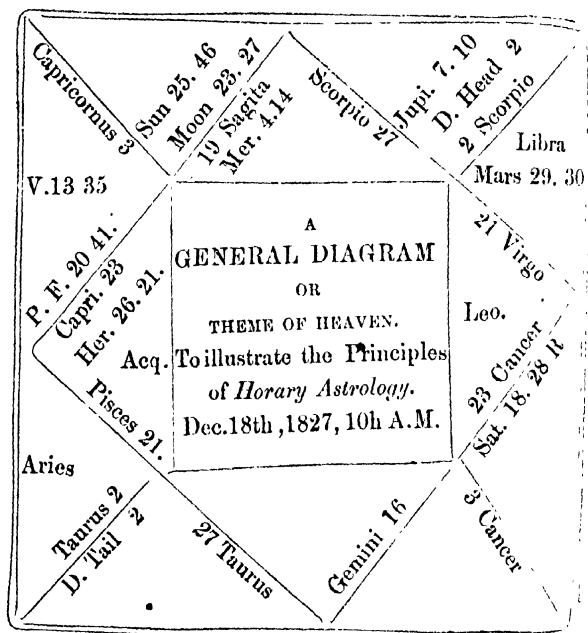 Capricornus 3
Sun 25. 46
Moon 23. 27
19 Sagita
Mer. 4.14
Scorpio 27
Jupi. 7. 10
D. Head 2
2 Scorpio
Libra
Mars 29. 30
V.13 35
21 Virgo
P. F. 20 41.
Capri. 23
Her. 26. 21.
Acq.
A
GENERAL DIAGRAM
OR
THEME OF HEAVEN.
To illustrate the Principles
of Horary Astrology.
Dec.18th,1827, 10h A.M.
Leo.
23 Cancer
Sat. 18. 28 R
Pisces 21.
Aries
Taurus 2
D. Tail 2
27 Taurus
Gemini 16
3 Cancer